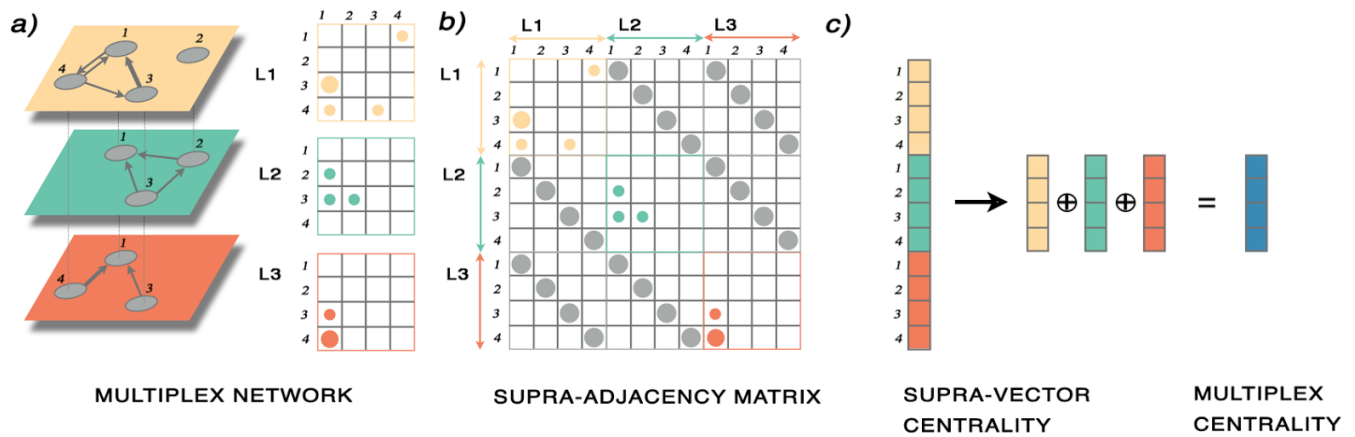 a)
1
2
4
3
1
2
3
1
4
3
L1
1 2 3 4
1
2
3
4
L2
1
2
3
4
L3
1
2
3
4
MULTIPLEX NETWORK
b)
L1 L2 L3
1 2 3 4 1 2 3 4 1 2 3 4
L1
1
2
3
4
L2
1
2
3
4
L3
1
2
3
4
SUPRA-ADJACENCY MATRIX
c)
1
2
3
4
1
2
3
4
1
2
3
4
⊕ ⊕ =
SUPRA-VECTOR
CENTRALITY
MULTIPLEX
CENTRALITY